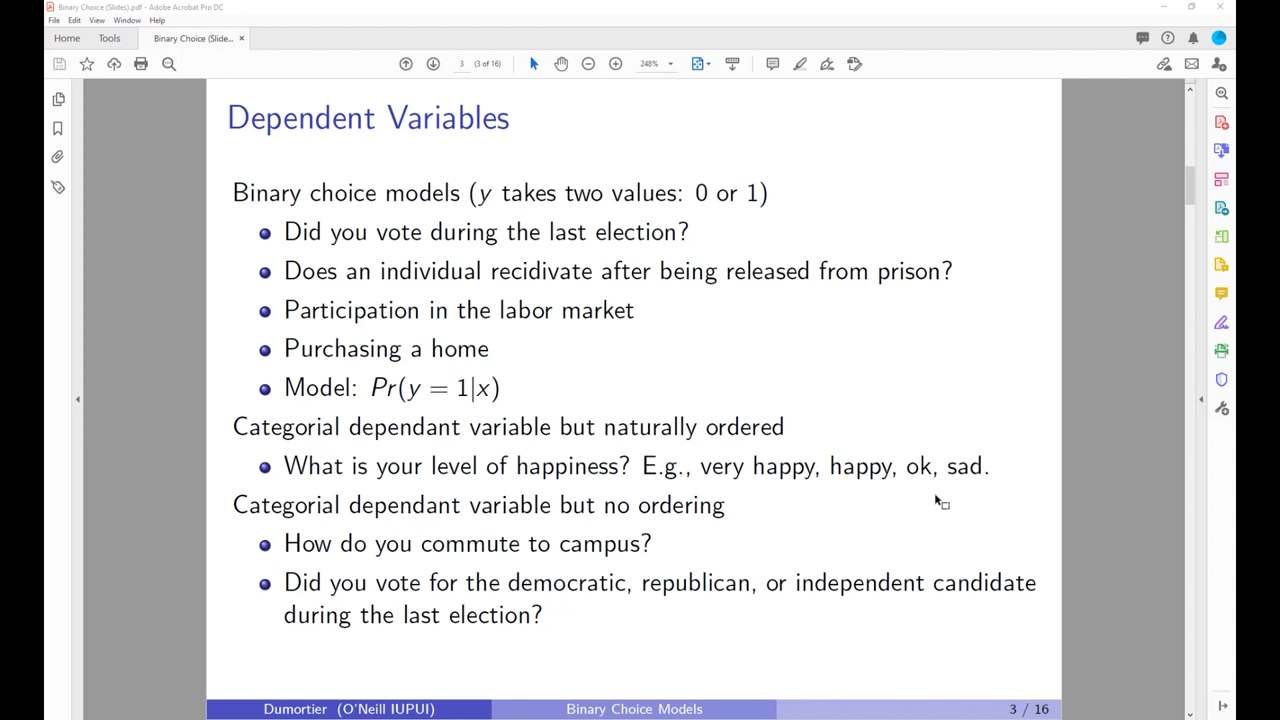 Binary Choice (Slides).pdf - Adobe Acrobat Pro DC
File Edit View Window Help
Home Tools Binary Choice (Slide... ×
3 (3 of 16) 248%
Dependent Variables
Binary choice models (y takes two values: 0 or 1)
Did you vote during the last election?
Does an individual recidivate after being released from prison?
Participation in the labor market
Purchasing a home
Model: Pr(y = 1|x)
Categorial dependant variable but naturally ordered
What is your level of happiness? E.g., very happy, happy, ok, sad.
Categorial dependant variable but no ordering
How do you commute to campus?
Did you vote for the democratic, republican, or independent candidate
during the last election?
Dumortier (O'Neill IUPUI) Binary Choice Models 3 / 16